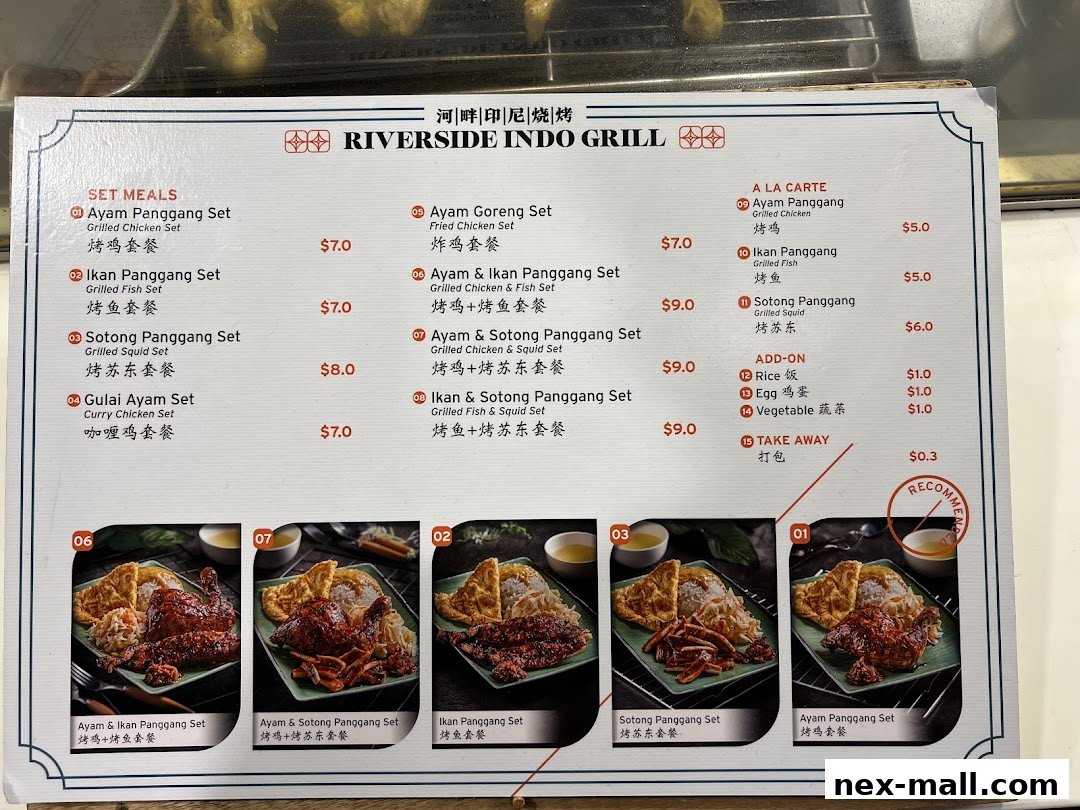 河|畔|印|尼|烧|烤
RIVERSIDE INDO GRILL
SET MEALS
01 Ayam Panggang Set
Grilled Chicken Set
烤鸡套餐 $7.0
02 Ikan Panggang Set
Grilled Fish Set
烤鱼套餐 $7.0
03 Sotong Panggang Set
Grilled Squid Set
烤苏东套餐 $8.0
04 Gulai Ayam Set
Curry Chicken Set
咖喱鸡套餐 $7.0
05 Ayam Goreng Set
Fried Chicken Set
炸鸡套餐 $7.0
06 Ayam & Ikan Panggang Set
Grilled Chicken & Fish Set
烤鸡+烤鱼套餐 $9.0
07 Ayam & Sotong Panggang Set
Grilled Chicken & Squid Set
烤鸡+烤苏东套餐 $9.0
08 Ikan & Sotong Panggang Set
Grilled Fish & Squid Set
烤鱼+烤苏东套餐 $9.0
A LA CARTE
09 Ayam Panggang
Grilled Chicken
烤鸡 $5.0
10 Ikan Panggang
Grilled Fish
烤鱼 $5.0
11 Sotong Panggang
Grilled Squid
烤苏东 $6.0
ADD-ON
12 Rice 饭 $1.0
13 Egg 鸡蛋 $1.0
14 Vegetable 蔬菜 $1.0
15 TAKE AWAY
打包 $0.3
RECOMMENDED
06
Ayam & Ikan Panggang Set
烤鸡+烤鱼套餐
07
Ayam & Sotong Panggang Set
烤鸡+烤苏东套餐
02
Ikan Panggang Set
烤鱼套餐
03
Sotong Panggang Set
烤苏东套餐
01
Ayam Panggang Set
烤鸡套餐
nex-mall.com